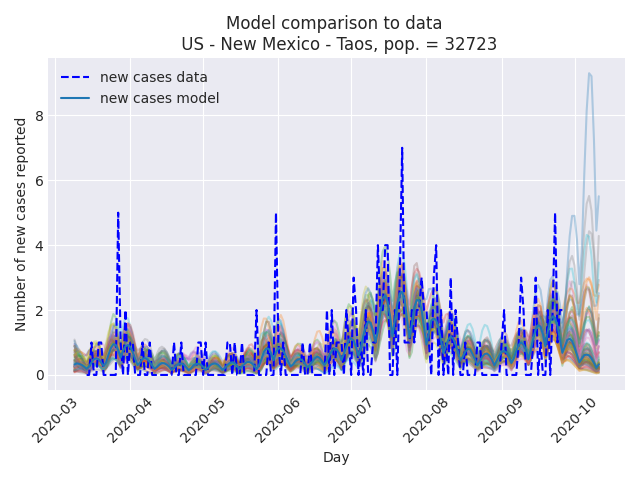 Model comparison to data
US - New Mexico - Taos, pop. = 32723
new cases data
new cases model
Number of new cases reported
8
6
4
2
0
2020-03
2020-04
2020-05
2020-06
2020-07
2020-08
2020-09
2020-10
Day